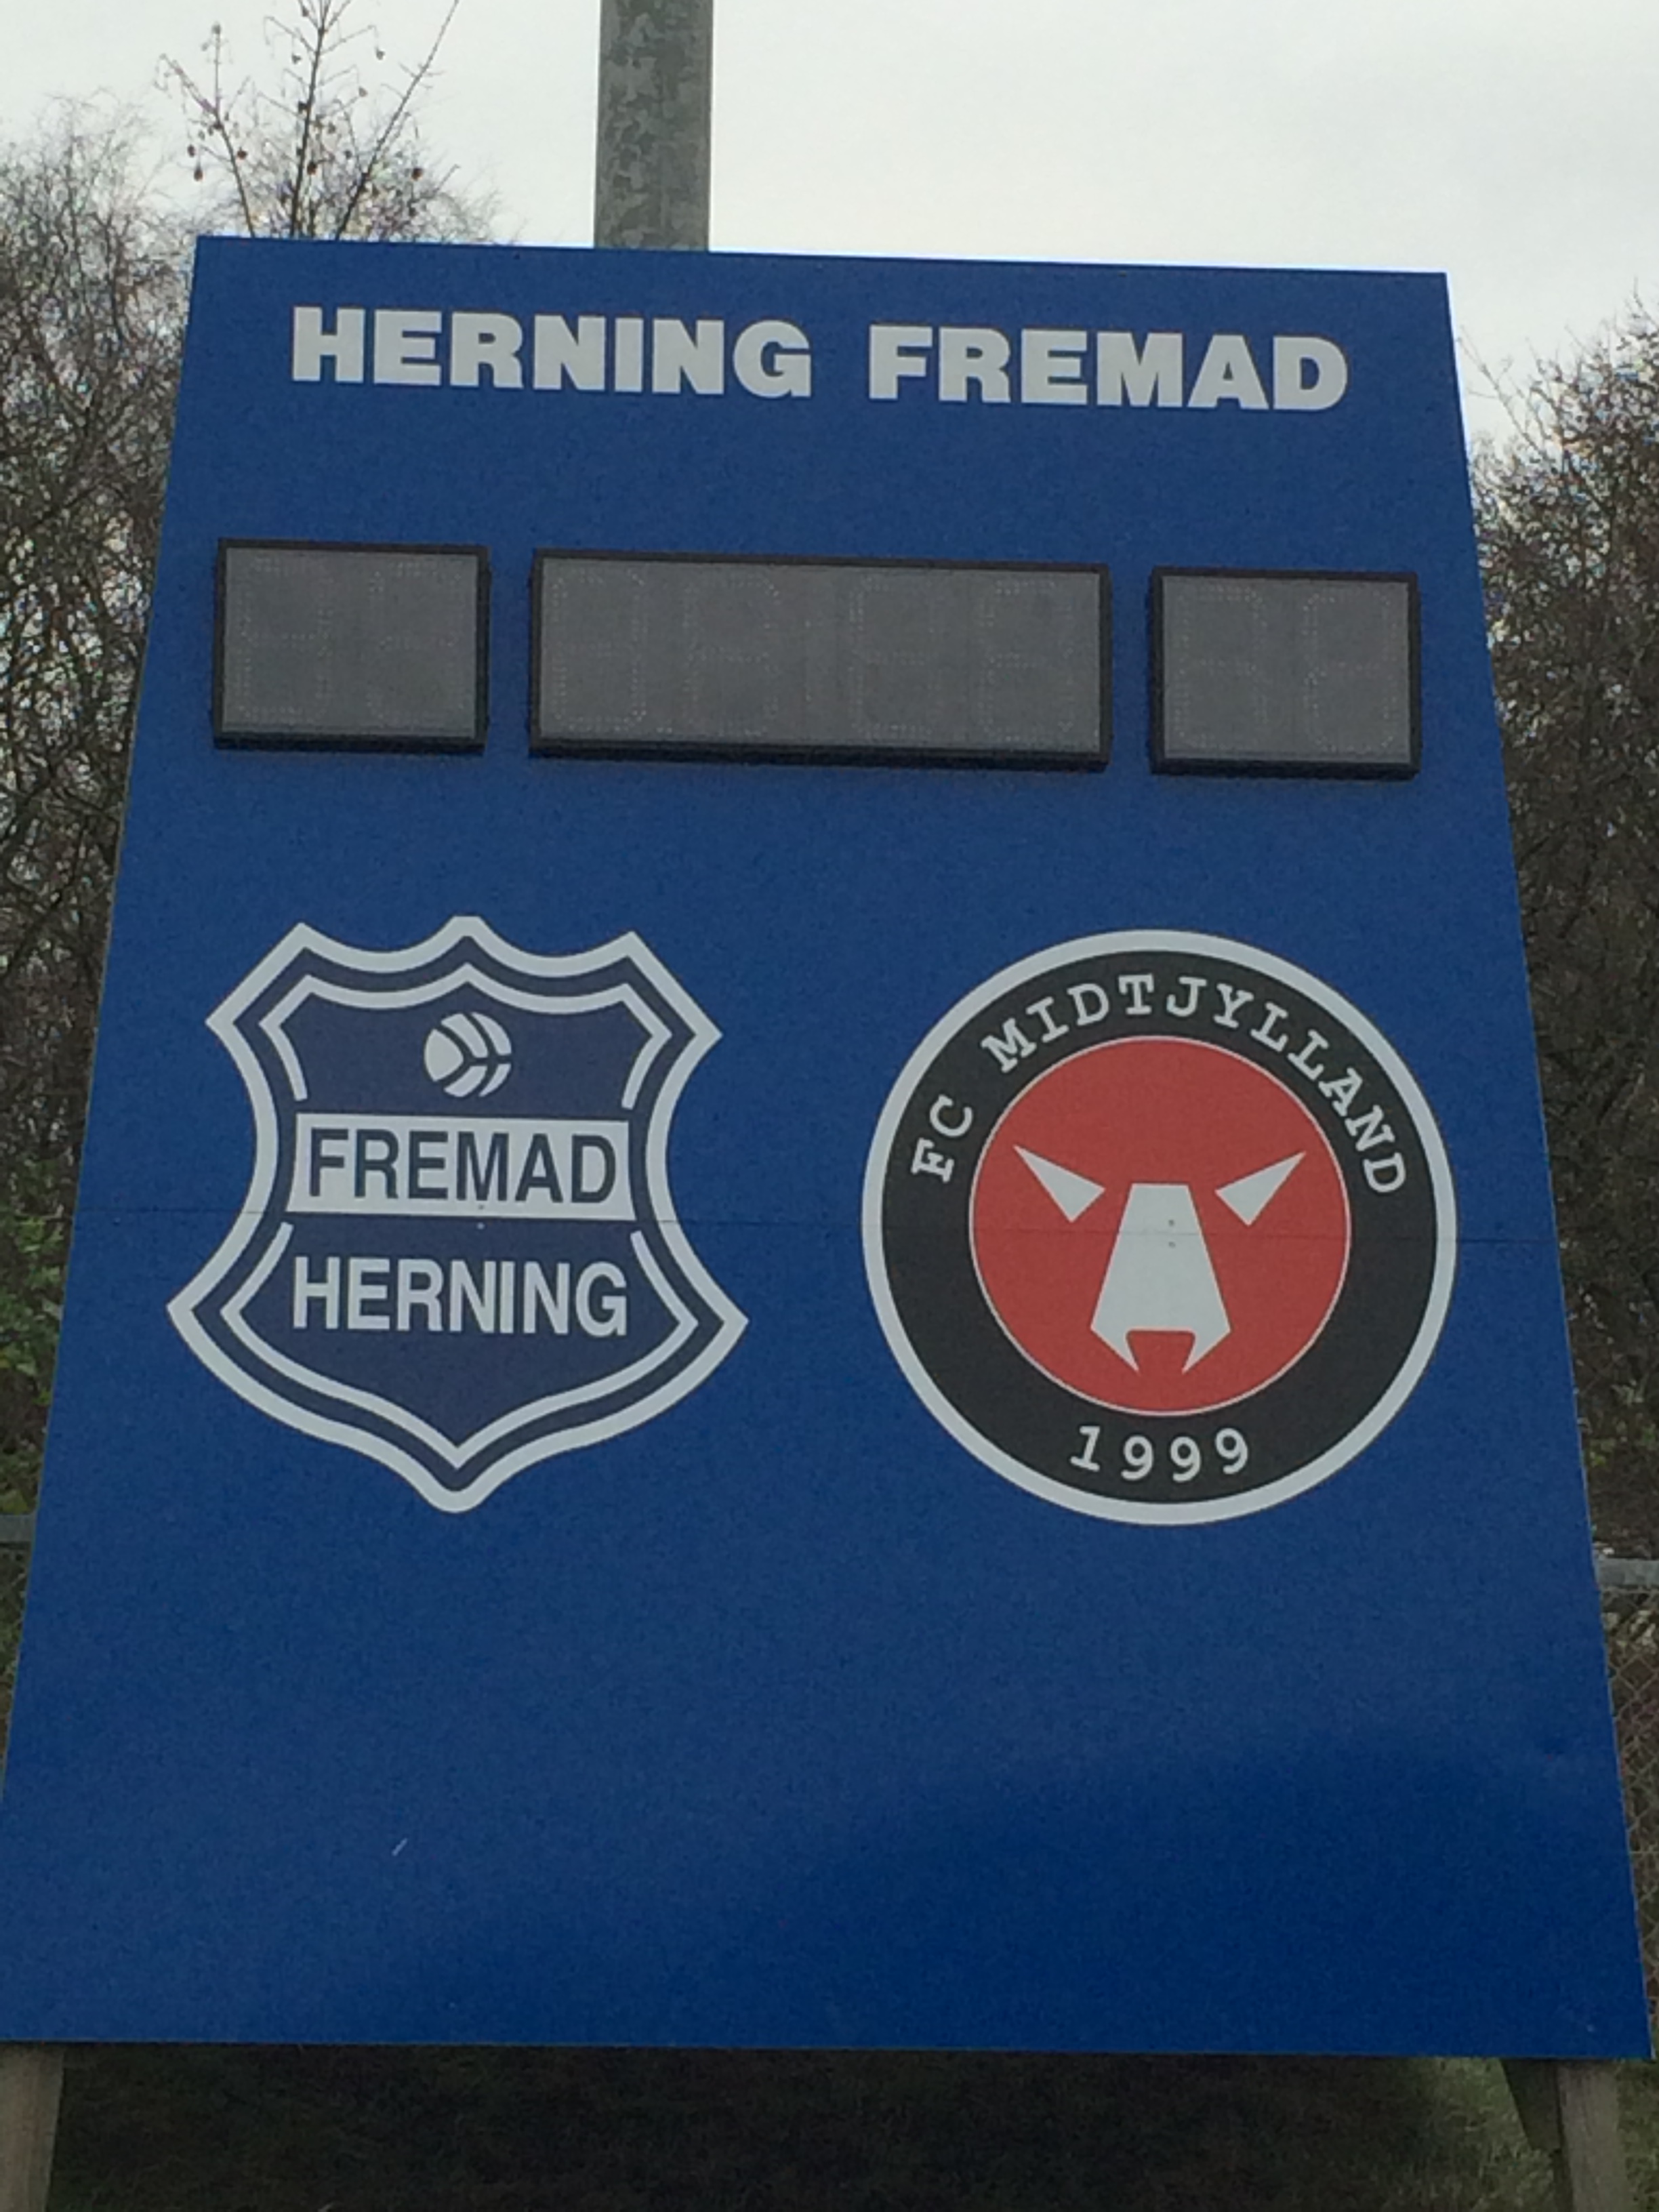 HERNING FREMAD
FREMAD
HERNING
FC MIDTJYLLAND
1999